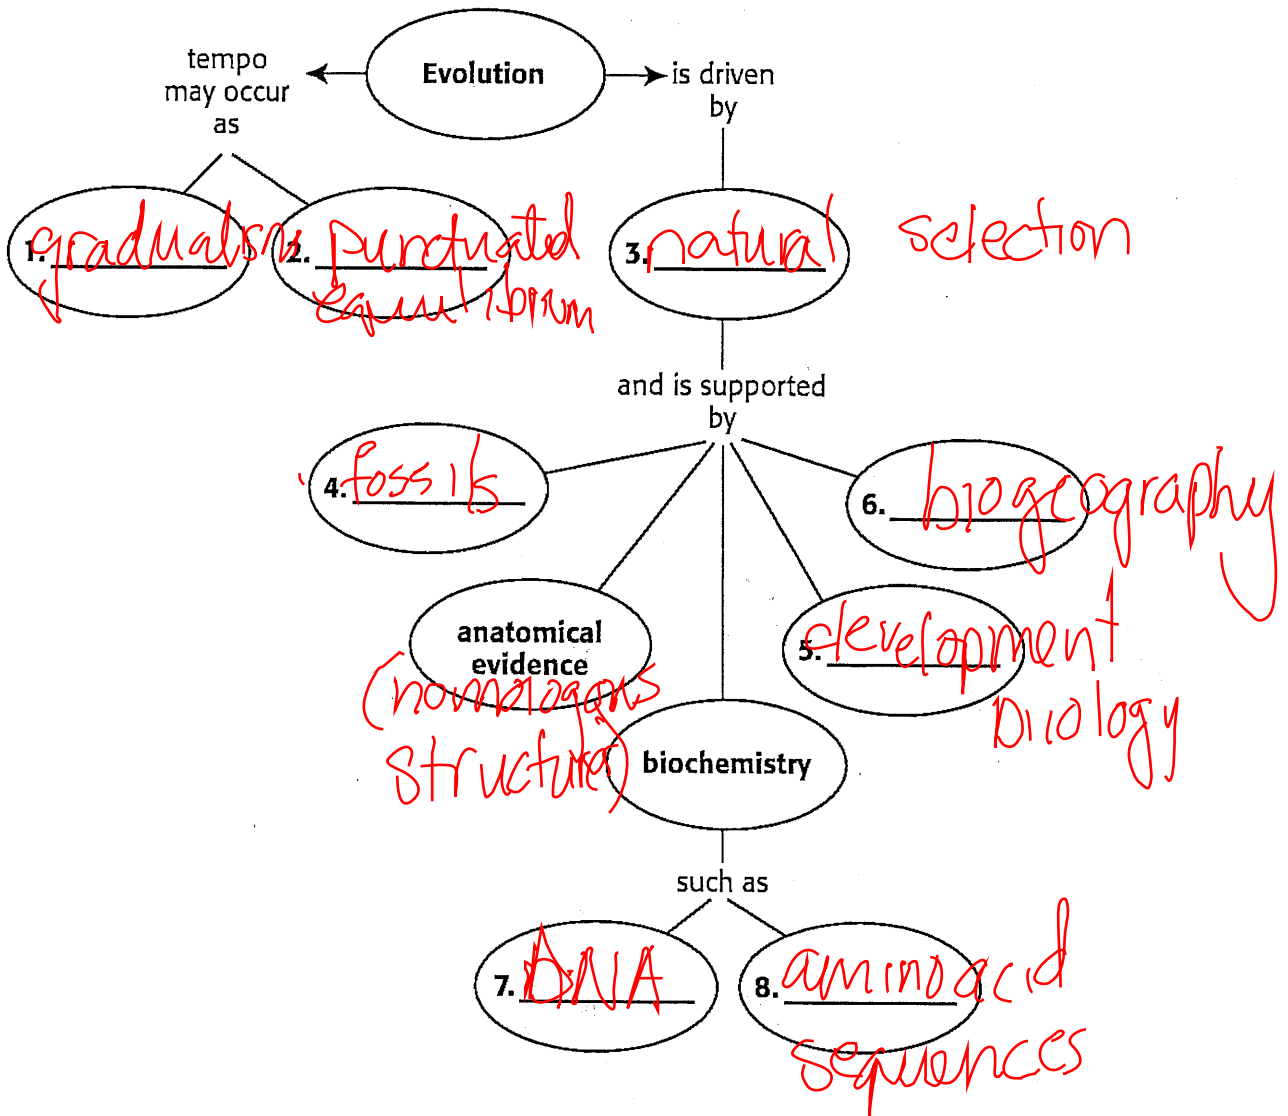 Evolution
tempo
may occur
as
is driven
by
1. gradualism
2. punctuated
equilibrium
3. natural selection
and is supported
by
4. fossils
6. biogeography
anatomical
evidence
(homologous
structure)
5. development
biology
biochemistry
such as
7. DNA
8. amino acid
sequences